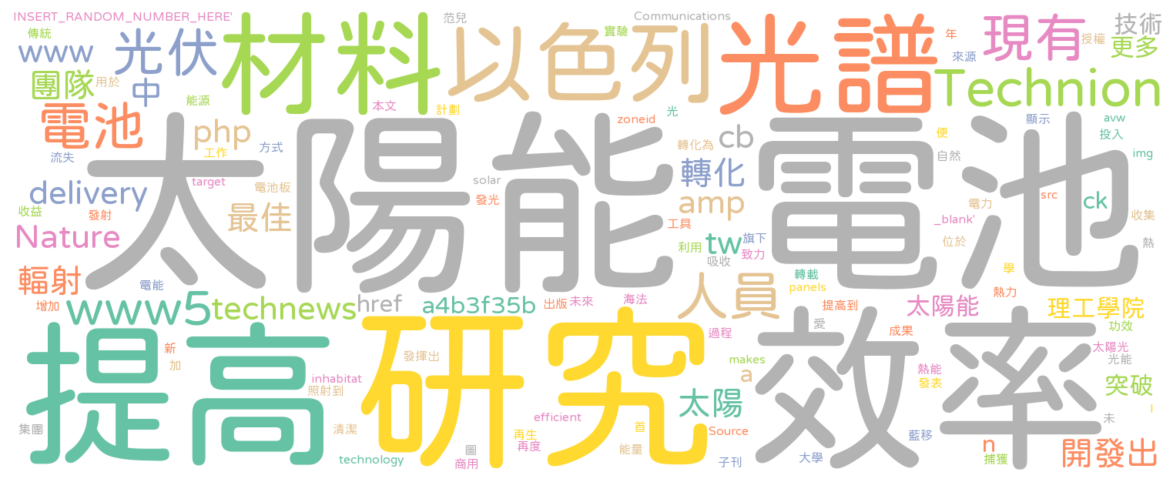 INSERT_RANDOM_NUMBER_HERE'
范兒
Communications
傳統
www
光伏
材料
以色列
實驗
光譜
年
現有
授權
技術
來源
更多
團隊
用於
中
能源
Technion
電池
php
工作
流失
方式
本文
計劃
zoneid
光
轉化為
cb
顯示
avw
投入
便
自然
img
太陽能電池
target
電池板
solar
轉化
delivery
發光
amp
電力
src
ck
收益
發射
最佳
工具
_blank'
收集
Nature
利用
tw
旗下
致力
位於
熱
吸收
輻射
電能
轉載
panels
學
熱力
人員
增加
www5
technews
href
a4b3f35b
出版
未來
海法
提高到
太陽能
理工學院
功效
提高
研究
效率
過程
愛
成果
新
加
發揮出
太陽光
光能
makes
a
熱能
發表
突破
inhabitat
照射到
太陽
l
集團
清潔
efficient
首
未
再生
再度
Source
藍移
n
開發出
圖
能量
捕獲
technology
商用
子刊
大學